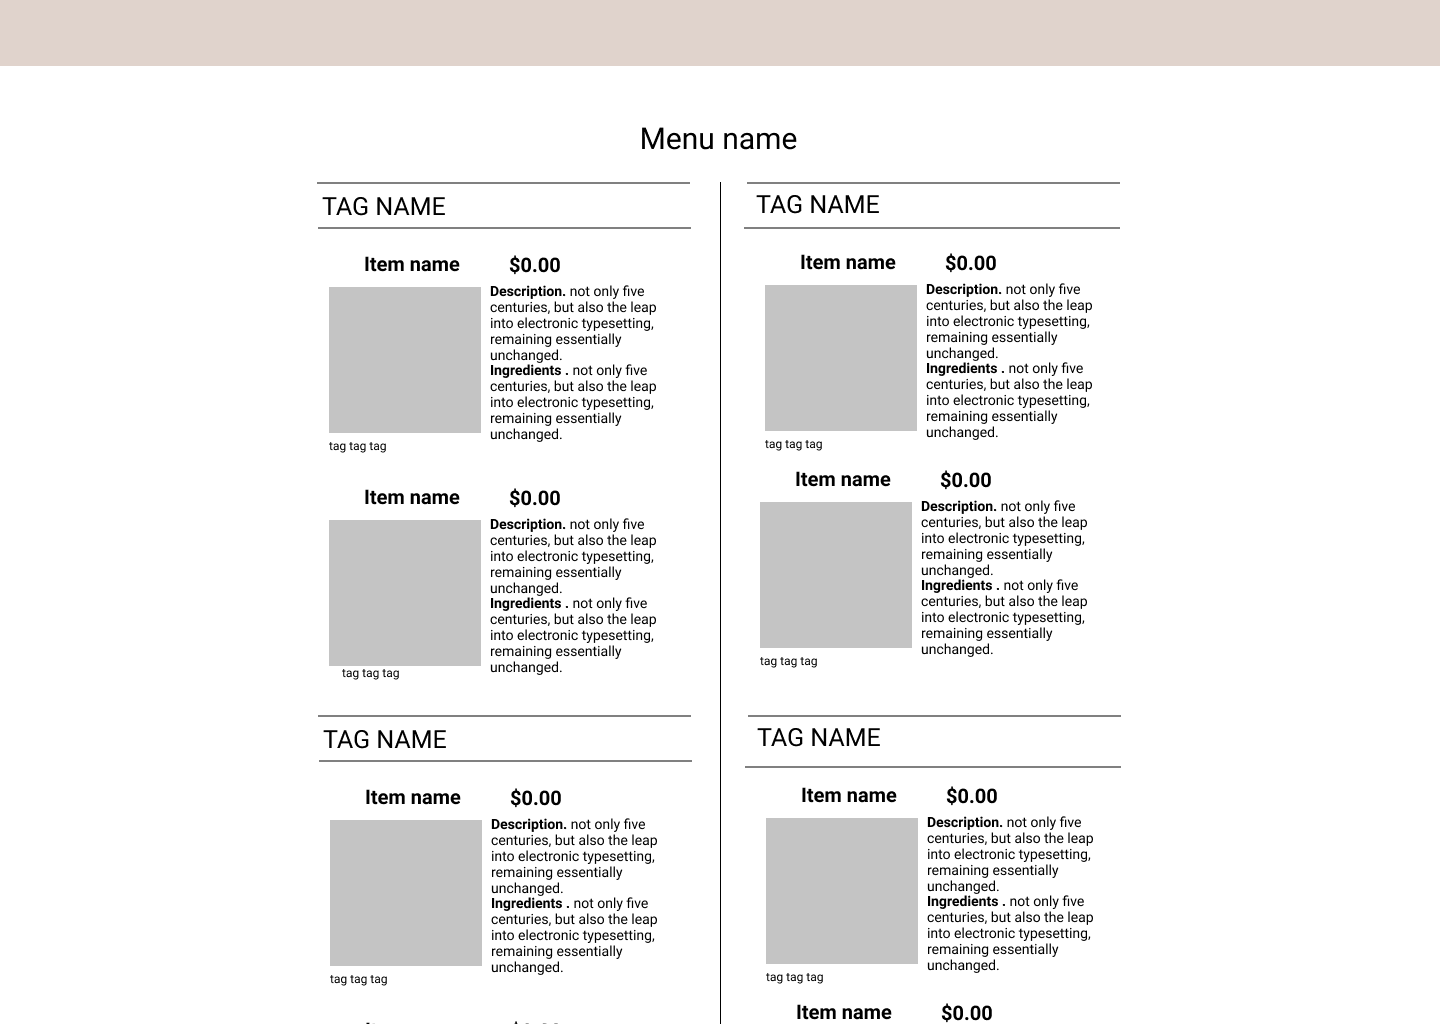 Menu name
TAG NAME
Item name $0.00
Description. not only five
centuries, but also the leap
into electronic typesetting,
remaining essentially
unchanged.
Ingredients . not only five
centuries, but also the leap
into electronic typesetting,
remaining essentially
unchanged.
tag tag tag
Item name $0.00
Description. not only five
centuries, but also the leap
into electronic typesetting,
remaining essentially
unchanged.
Ingredients . not only five
centuries, but also the leap
into electronic typesetting,
remaining essentially
unchanged.
tag tag tag
TAG NAME
Item name $0.00
Description. not only five
centuries, but also the leap
into electronic typesetting,
remaining essentially
unchanged.
Ingredients . not only five
centuries, but also the leap
into electronic typesetting,
remaining essentially
unchanged.
tag tag tag
TAG NAME
Item name $0.00
Description. not only five
centuries, but also the leap
into electronic typesetting,
remaining essentially
unchanged.
Ingredients . not only five
centuries, but also the leap
into electronic typesetting,
remaining essentially
unchanged.
tag tag tag
Item name $0.00
Description. not only five
centuries, but also the leap
into electronic typesetting,
remaining essentially
unchanged.
Ingredients . not only five
centuries, but also the leap
into electronic typesetting,
remaining essentially
unchanged.
tag tag tag
TAG NAME
Item name $0.00
Description. not only five
centuries, but also the leap
into electronic typesetting,
remaining essentially
unchanged.
Ingredients . not only five
centuries, but also the leap
into electronic typesetting,
remaining essentially
unchanged.
tag tag tag
Item name $0.00